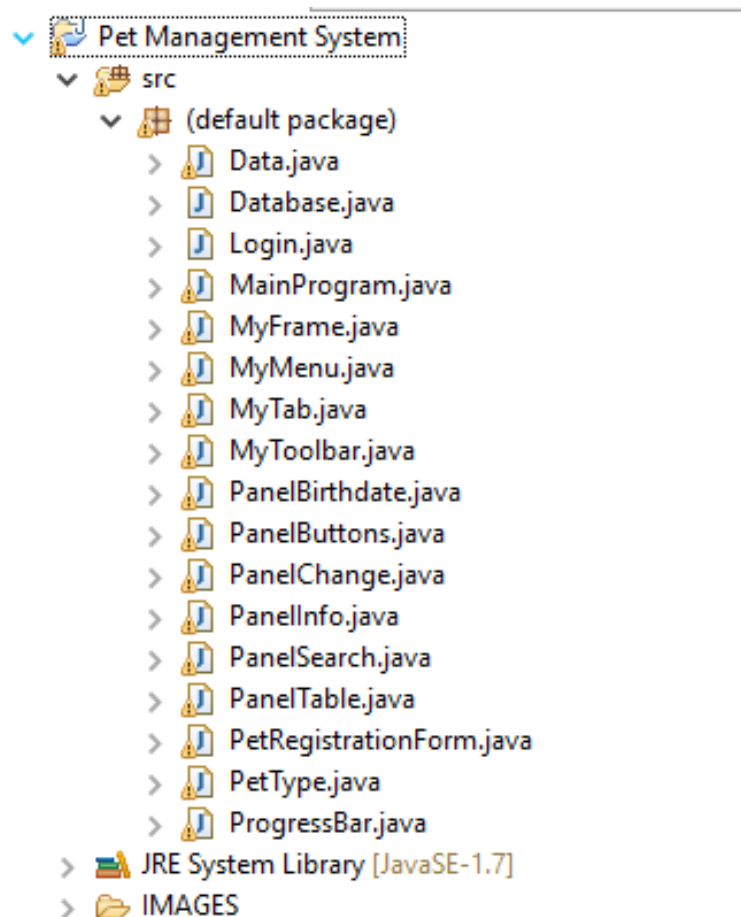 Pet Management System
src
(default package)
Data.java
Database.java
Login.java
MainProgram.java
MyFrame.java
MyMenu.java
MyTab.java
MyToolbar.java
PanelBirthdate.java
PanelButtons.java
PanelChange.java
PanelInfo.java
PanelSearch.java
PanelTable.java
PetRegistrationForm.java
PetType.java
ProgressBar.java
JRE System Library [JavaSE-1.7]
IMAGES